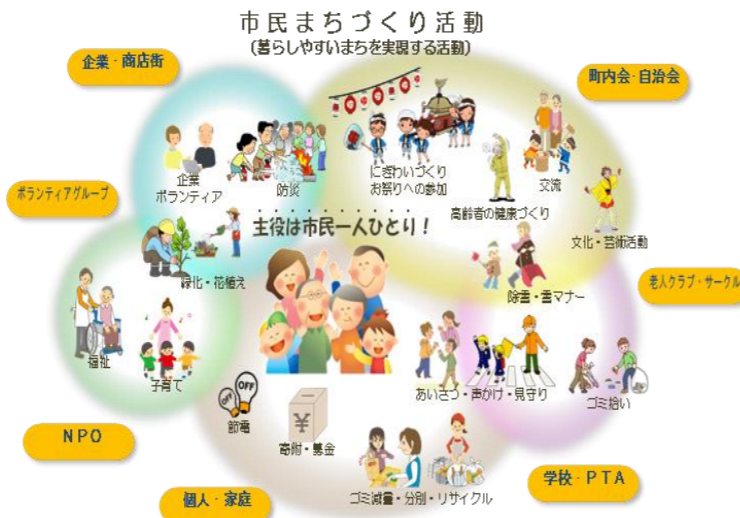 市民まちづくり活動
(暮らしやすいまちを実現する活動)
企業・商店街
町内会・自治会
企業
ボランティア
防災
にぎわいづくり
お祭りへの参加
高齢者の健康づくり
交流
文化・芸術活動
ボランティアグループ
主役は市民一人ひとり！
緑化・花植え
除雪・雪マナー
老人クラブ・サークル
福祉
子育て
OFF
OFF
節電
¥
寄附・募金
あいさつ・声かけ・見守り
ゴミ拾い
ゴミ減量・分別・リサイクル
NPO
個人・家庭
学校・PTA